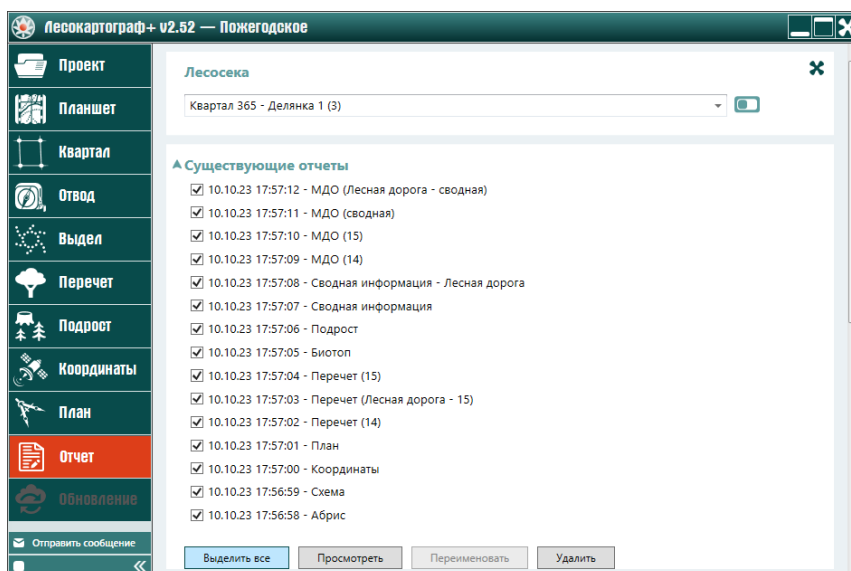 Лесокартограф+ v2.52 — Пожегодское
Проект
Планшет
Квартал
Отвод
Выдел
Перечет
Подрост
Координаты
План
Отчет
Обновление
Отправить сообщение
Лесосека
Квартал 365 - Делянка 1 (3)
Существующие отчеты
10.10.23 17:57:12 - МДО (Лесная дорога - сводная)
10.10.23 17:57:11 - МДО (сводная)
10.10.23 17:57:10 - МДО (15)
10.10.23 17:57:09 - МДО (14)
10.10.23 17:57:08 - Сводная информация - Лесная дорога
10.10.23 17:57:07 - Сводная информация
10.10.23 17:57:06 - Подрост
10.10.23 17:57:05 - Биотоп
10.10.23 17:57:04 - Перечет (15)
10.10.23 17:57:03 - Перечет (Лесная дорога - 15)
10.10.23 17:57:02 - Перечет (14)
10.10.23 17:57:01 - План
10.10.23 17:57:00 - Координаты
10.10.23 17:56:59 - Схема
10.10.23 17:56:58 - Абрис
Выделить все
Просмотреть
Переименовать
Удалить